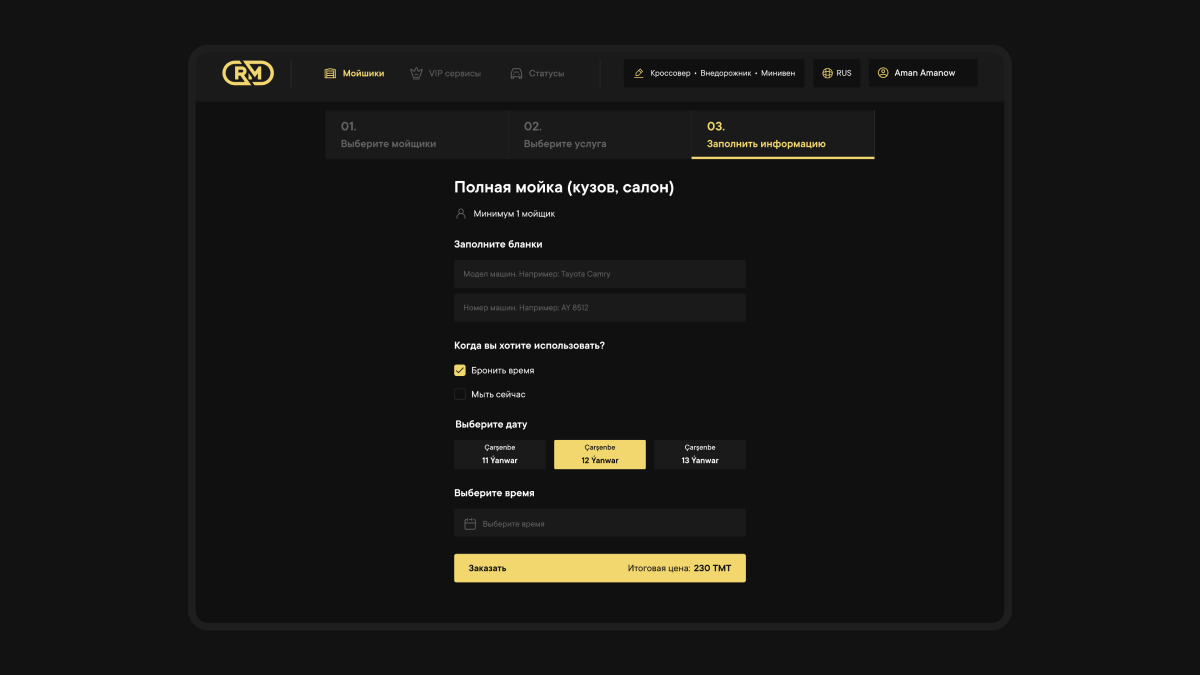 RM
Мойшики
VIP сервисы
Статусы
Кроссовер • Внедорожник • Минивен
RUS
Aman Amanow
01.
Выберите мойщики
02.
Выберите услуга
03.
Заполнить информацию
Полная мойка (кузов, салон)
Минимум 1 мойщик
Заполните бланки
Модел машин. Например: Tayota Camry
Номер машин. Например: AY 8512
Когда вы хотите использовать?
Бронить время
Мыть сейчас
Выберите дату
Çarşenbe
11 Ýanwar
Çarşenbe
12 Ýanwar
Çarşenbe
13 Ýanwar
Выберите время
Выберите время
Заказать
Итоговая цена: 230 TMT